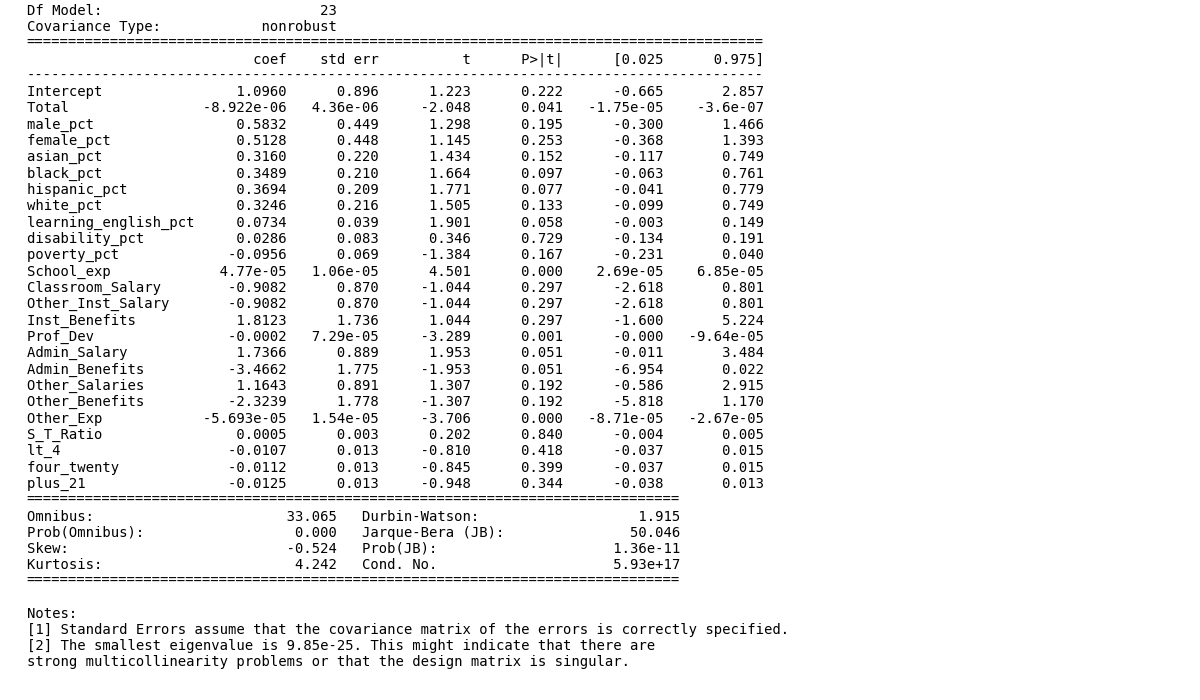 Df Model: 23
Covariance Type: nonrobust
=========================================================================================
coef std err t P>|t| [0.025 0.975]
-----------------------------------------------------------------------------------------
Intercept 1.0960 0.896 1.223 0.222 -0.665 2.857
Total -8.922e-06 4.36e-06 -2.048 0.041 -1.75e-05 -3.6e-07
male_pct 0.5832 0.449 1.298 0.195 -0.300 1.466
female_pct 0.5128 0.448 1.145 0.253 -0.368 1.393
asian_pct 0.3160 0.220 1.434 0.152 -0.117 0.749
black_pct 0.3489 0.210 1.664 0.097 -0.063 0.761
hispanic_pct 0.3694 0.209 1.771 0.077 -0.041 0.779
white_pct 0.3246 0.216 1.505 0.133 -0.099 0.749
learning_english_pct 0.0734 0.039 1.901 0.058 -0.003 0.149
disability_pct 0.0286 0.083 0.346 0.729 -0.134 0.191
poverty_pct -0.0956 0.069 -1.384 0.167 -0.231 0.040
School_exp 4.77e-05 1.06e-05 4.501 0.000 2.69e-05 6.85e-05
Classroom_Salary -0.9082 0.870 -1.044 0.297 -2.618 0.801
Other_Inst_Salary -0.9082 0.870 -1.044 0.297 -2.618 0.801
Inst_Benefits 1.8123 1.736 1.044 0.297 -1.600 5.224
Prof_Dev -0.0002 7.29e-05 -3.289 0.001 -0.000 -9.64e-05
Admin_Salary 1.7366 0.889 1.953 0.051 -0.011 3.484
Admin_Benefits -3.4662 1.775 -1.953 0.051 -6.954 0.022
Other_Salaries 1.1643 0.891 1.307 0.192 -0.586 2.915
Other_Benefits -2.3239 1.778 -1.307 0.192 -5.818 1.170
Other_Exp -5.693e-05 1.54e-05 -3.706 0.000 -8.71e-05 -2.67e-05
S_T_Ratio 0.0005 0.003 0.202 0.840 -0.004 0.005
lt_4 -0.0107 0.013 -0.810 0.418 -0.037 0.015
four_twenty -0.0112 0.013 -0.845 0.399 -0.037 0.015
plus_21 -0.0125 0.013 -0.948 0.344 -0.038 0.013
==============================================================================
Omnibus: 33.065 Durbin-Watson: 1.915
Prob(Omnibus): 0.000 Jarque-Bera (JB): 50.046
Skew: -0.524 Prob(JB): 1.36e-11
Kurtosis: 4.242 Cond. No. 5.93e+17
==============================================================================
Notes:
[1] Standard Errors assume that the covariance matrix of the errors is correctly specified.
[2] The smallest eigenvalue is 9.85e-25. This might indicate that there are
strong multicollinearity problems or that the design matrix is singular.